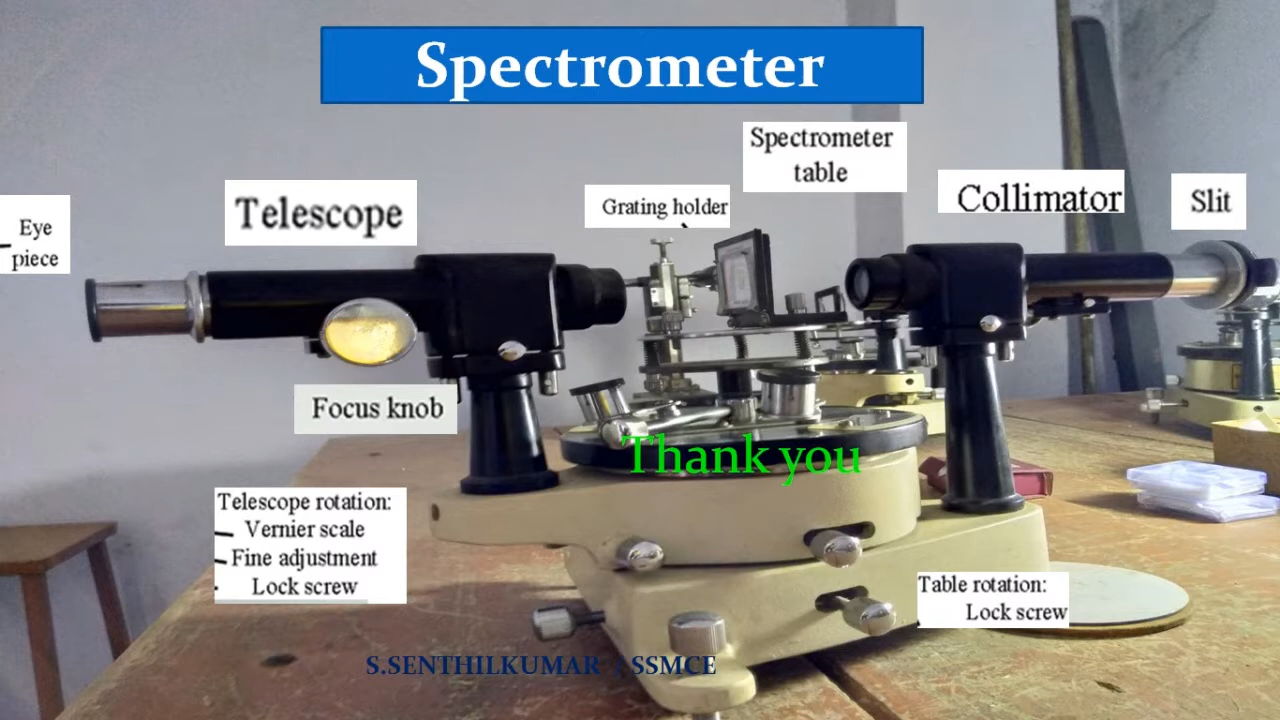 Spectrometer
Spectrometer
table
Telescope
Grating holder
Collimator
Slit
Eye
piece
Focus knob
Thank you
Telescope rotation:
Vernier scale
Fine adjustment
Lock screw
Table rotation:
Lock screw
S.SENTHILKUMAR / SSMCE